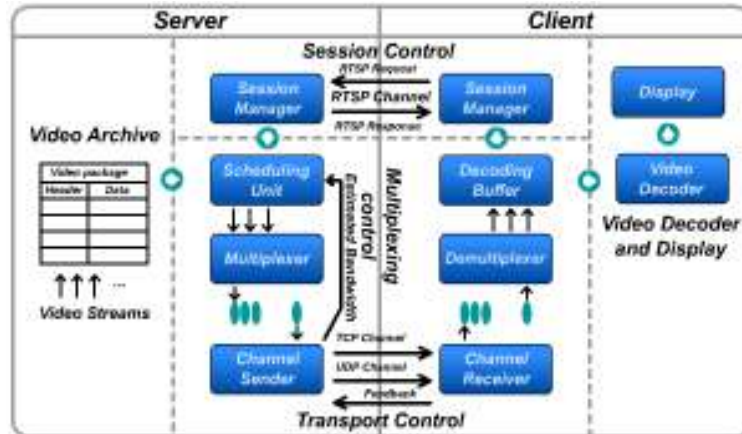 Server
Client
Session Control
RTSP Request
Session
Manager
RTSP Channel
Session
Manager
RTSP Response
Display
Video Archive
Video package
Header
Data
Scheduling
Unit
Estimated Bandwidth
control
Multiplexing
Decoding
Buffer
Video
Decoder
Video Decoder
and Display
Multiplexer
Demultiplexer
...
Video Streams
TCP Channel
Channel
Sender
UDP Channel
Channel
Receiver
Feedback
Transport Control